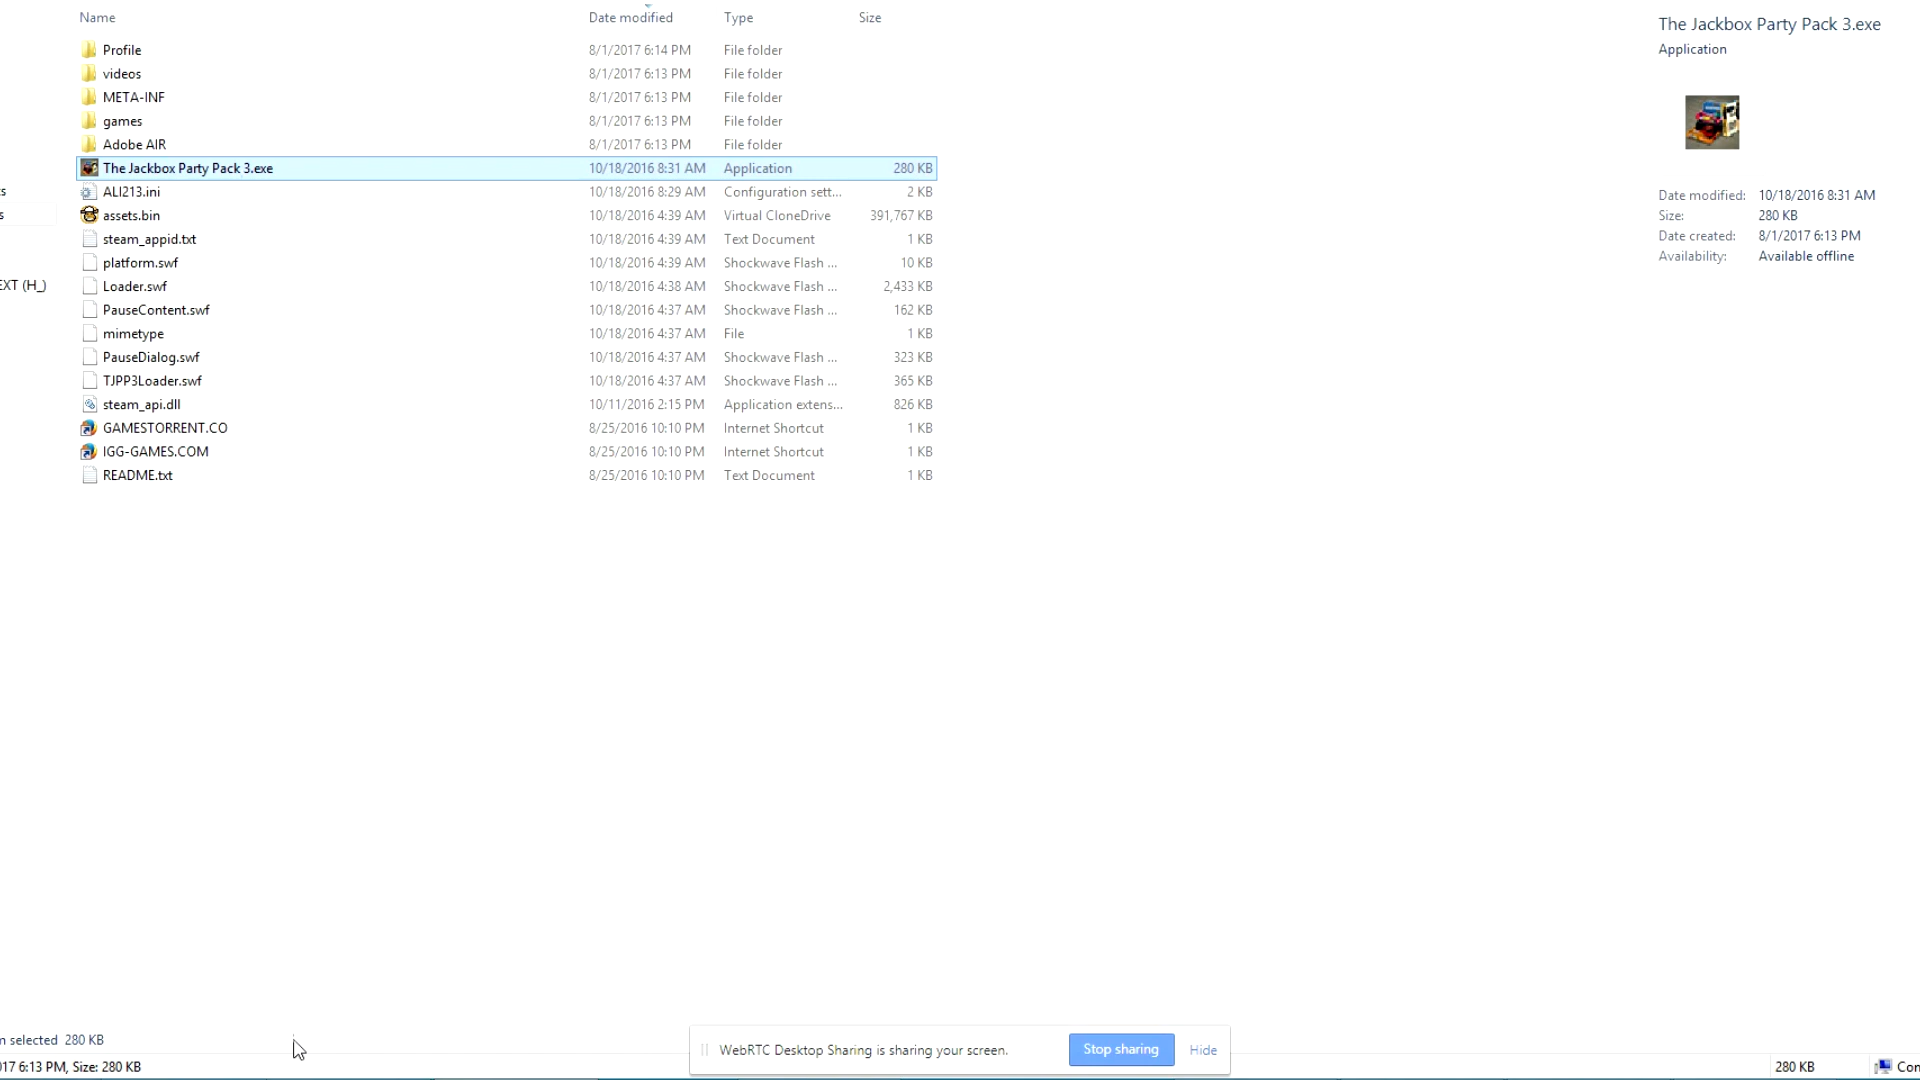 Name Date modified Type Size
Profile 8/1/2017 6:14 PM File folder
videos 8/1/2017 6:13 PM File folder
META-INF 8/1/2017 6:13 PM File folder
games 8/1/2017 6:13 PM File folder
Adobe AIR 8/1/2017 6:13 PM File folder
The Jackbox Party Pack 3.exe 10/18/2016 8:31 AM Application 280 KB
ALI213.ini 10/18/2016 8:29 AM Configuration sett... 2 KB
assets.bin 10/18/2016 4:39 AM Virtual CloneDrive 391,767 KB
steam_appid.txt 10/18/2016 4:39 AM Text Document 1 KB
platform.swf 10/18/2016 4:39 AM Shockwave Flash ... 10 KB
Loader.swf 10/18/2016 4:38 AM Shockwave Flash ... 2,433 KB
PauseContent.swf 10/18/2016 4:37 AM Shockwave Flash ... 162 KB
mimetype 10/18/2016 4:37 AM File 1 KB
PauseDialog.swf 10/18/2016 4:37 AM Shockwave Flash ... 323 KB
TJPP3Loader.swf 10/18/2016 4:37 AM Shockwave Flash ... 365 KB
steam_api.dll 10/11/2016 2:15 PM Application extens... 826 KB
GAMESTORRENT.CO 8/25/2016 10:10 PM Internet Shortcut 1 KB
IGG-GAMES.COM 8/25/2016 10:10 PM Internet Shortcut 1 KB
README.txt 8/25/2016 10:10 PM Text Document 1 KB
ts
s
EXT (H_)
The Jackbox Party Pack 3.exe
Application
Date modified: 10/18/2016 8:31 AM
Size: 280 KB
Date created: 8/1/2017 6:13 PM
Availability: Available offline
m selected 280 KB
WebRTC Desktop Sharing is sharing your screen. Stop sharing Hide
017 6:13 PM, Size: 280 KB
280 KB Con